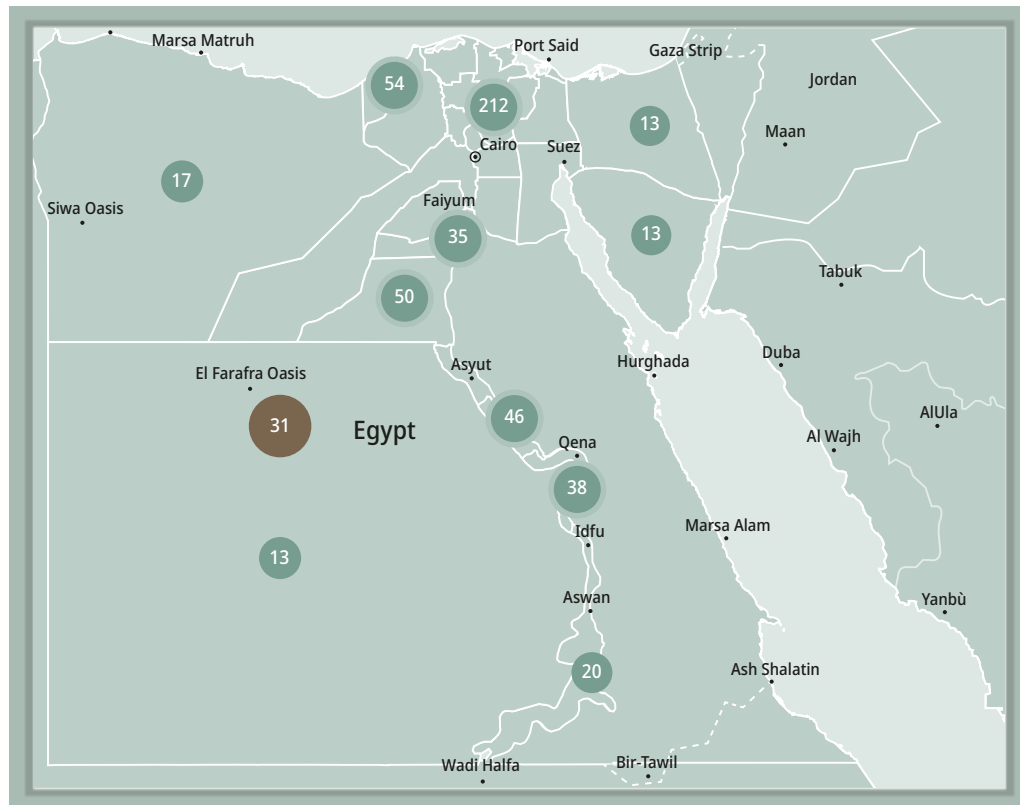 Marsa Matruh
Port Said
Gaza Strip
Jordan
54
212
13
Maan
Cairo
Suez
17
Siwa Oasis
Faiyum
35
13
Tabuk
50
Asyut
Hurghada
Duba
El Farafra Oasis
31
Egypt
46
AlUla
Al Wajh
Qena
38
Marsa Alam
Idfu
13
Aswan
Yanbù
20
Ash Shalatin
Wadi Halfa
Bir-Tawil